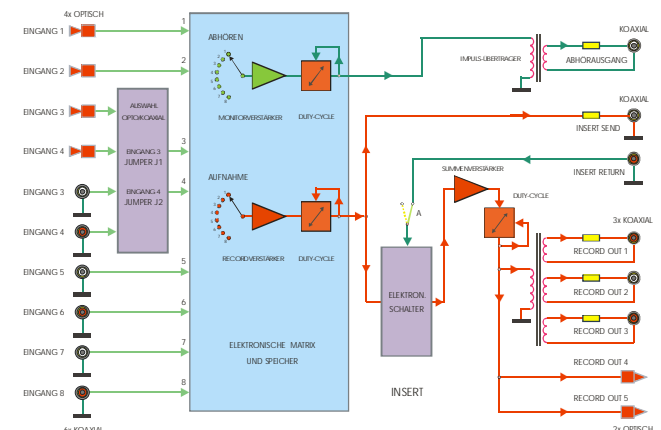 4x OPTISCH
EINGANG 1
EINGANG 2
EINGANG 3
EINGANG 4
EINGANG 3
EINGANG 4
EINGANG 5
EINGANG 6
EINGANG 7
EINGANG 8
6x KOAXIAL
AUSWAHL
OPTO/KOAXIAL
EINGANG 3
JUMPER J1
EINGANG 4
JUMPER J2
1
2
3
4
5
6
7
8
ABHÖREN
MONITORVERSTÄRKER
DUTY-CYCLE
AUFNAHME
RECORDVERSTÄRKER
DUTY-CYCLE
ELEKTRONISCHE MATRIX
UND SPEICHER
IMPULS-ÜBERTRAGER
KOAXIAL
ABHÖRAUSGANG
KOAXIAL
INSERT SEND
INSERT RETURN
SUMMENVERSTÄRKER
DUTY-CYCLE
A
ELEKTRON.
SCHALTER
INSERT
3x KOAXIAL
RECORD OUT 1
RECORD OUT 2
RECORD OUT 3
RECORD OUT 4
RECORD OUT 5
2x OPTISCH